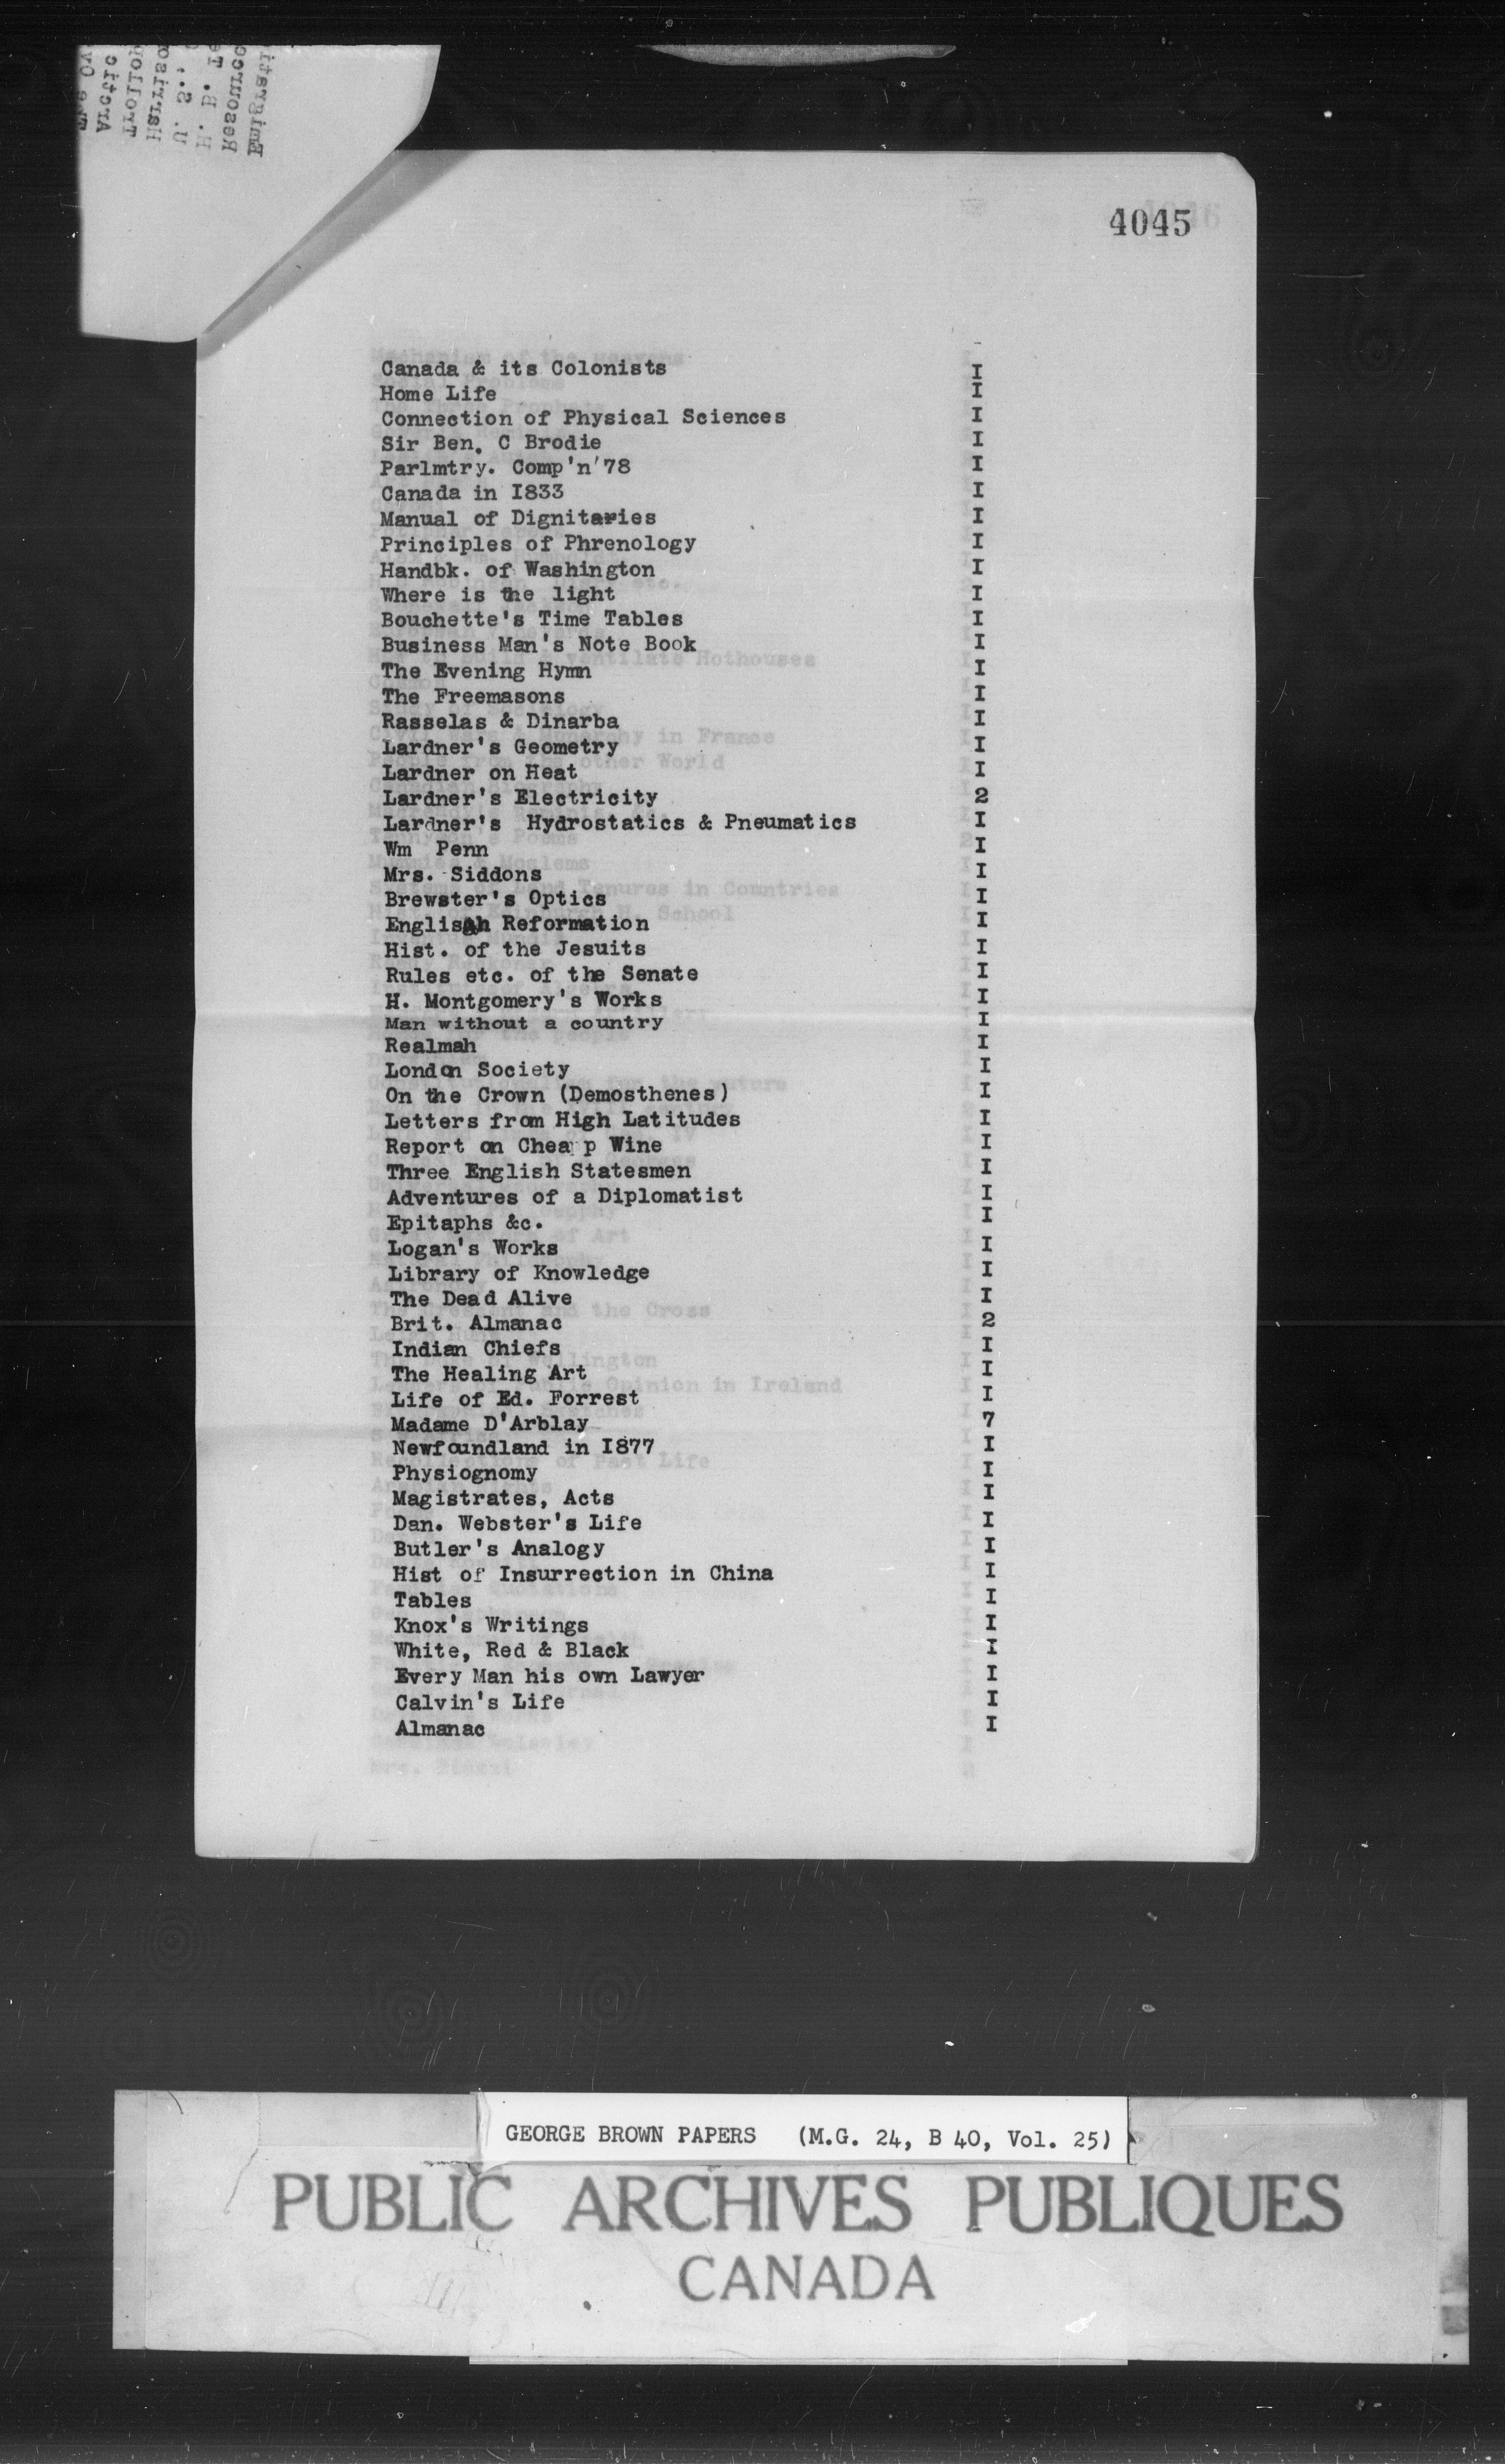 4045
Canada & its Colonists I
Home Life I
Connection of Physical Sciences I
Sir Ben. C Brodie I
Parlmtry. Comp'n'78 I
Canada in I833 I
Manual of Dignitaries I
Principles of Phrenology I
Handbk. of Washington I
Where is the light I
Bouchette's Time Tables I
Business Man's Note Book I
The Evening Hymn I
The Freemasons I
Rasselas & Dinarba I
Lardner's Geometry I
Lardner on Heat I
Lardner's Electricity 2
Lardner's Hydrostatics & Pneumatics I
Wm Penn I
Mrs. Siddons I
Brewster's Optics I
English Reformation I
Hist. of the Jesuits I
Rules etc. of the Senate I
H. Montgomery's Works I
Man without a country I
Realmah I
London Society I
On the Crown (Demosthenes) I
Letters from High Latitudes I
Report on Chea p Wine I
Three English Statesmen I
Adventures of a Diplomatist I
Epitaphs &c. I
Logan's Works I
Library of Knowledge I
The Dead Alive I
Brit. Almanac 2
Indian Chiefs I
The Healing Art I
Life of Ed. Forrest I
Madame D'Arblay 7
Newfoundland in I877 I
Physiognomy I
Magistrates, Acts I
Dan. Webster's Life I
Butler's Analogy I
Hist of Insurrection in China I
Tables I
Knox's Writings I
White, Red & Black I
Every Man his own Lawyer I
Calvin's Life I
Almanac I
GEORGE BROWN PAPERS (M.G. 24, B 40, Vol. 25)
PUBLIC ARCHIVES PUBLIQUES
CANADA